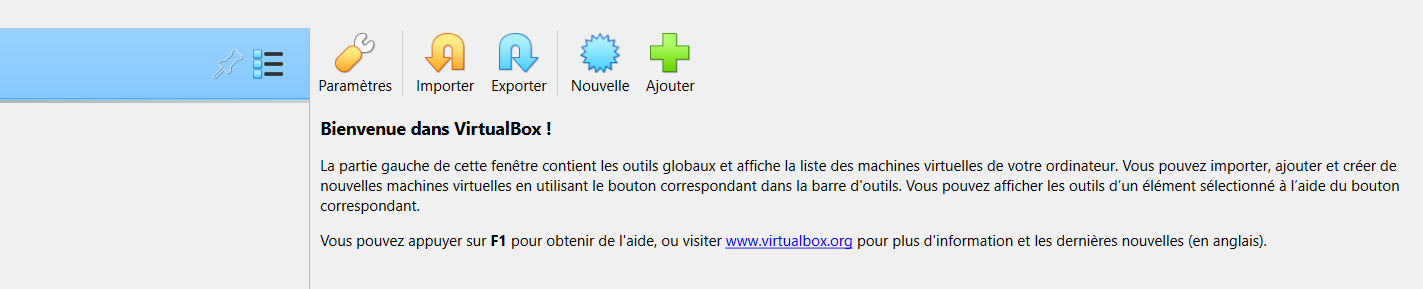 Paramètres Importer Exporter Nouvelle Ajouter
Bienvenue dans VirtualBox !
La partie gauche de cette fenêtre contient les outils globaux et affiche la liste des machines virtuelles de votre ordinateur. Vous pouvez importer, ajouter et créer de
nouvelles machines virtuelles en utilisant le bouton correspondant dans la barre d'outils. Vous pouvez afficher les outils d’un élément sélectionné à l’aide du bouton
correspondant.
Vous pouvez appuyer sur F1 pour obtenir de l'aide, ou visiter www.virtualbox.org pour plus d'information et les dernières nouvelles (en anglais).